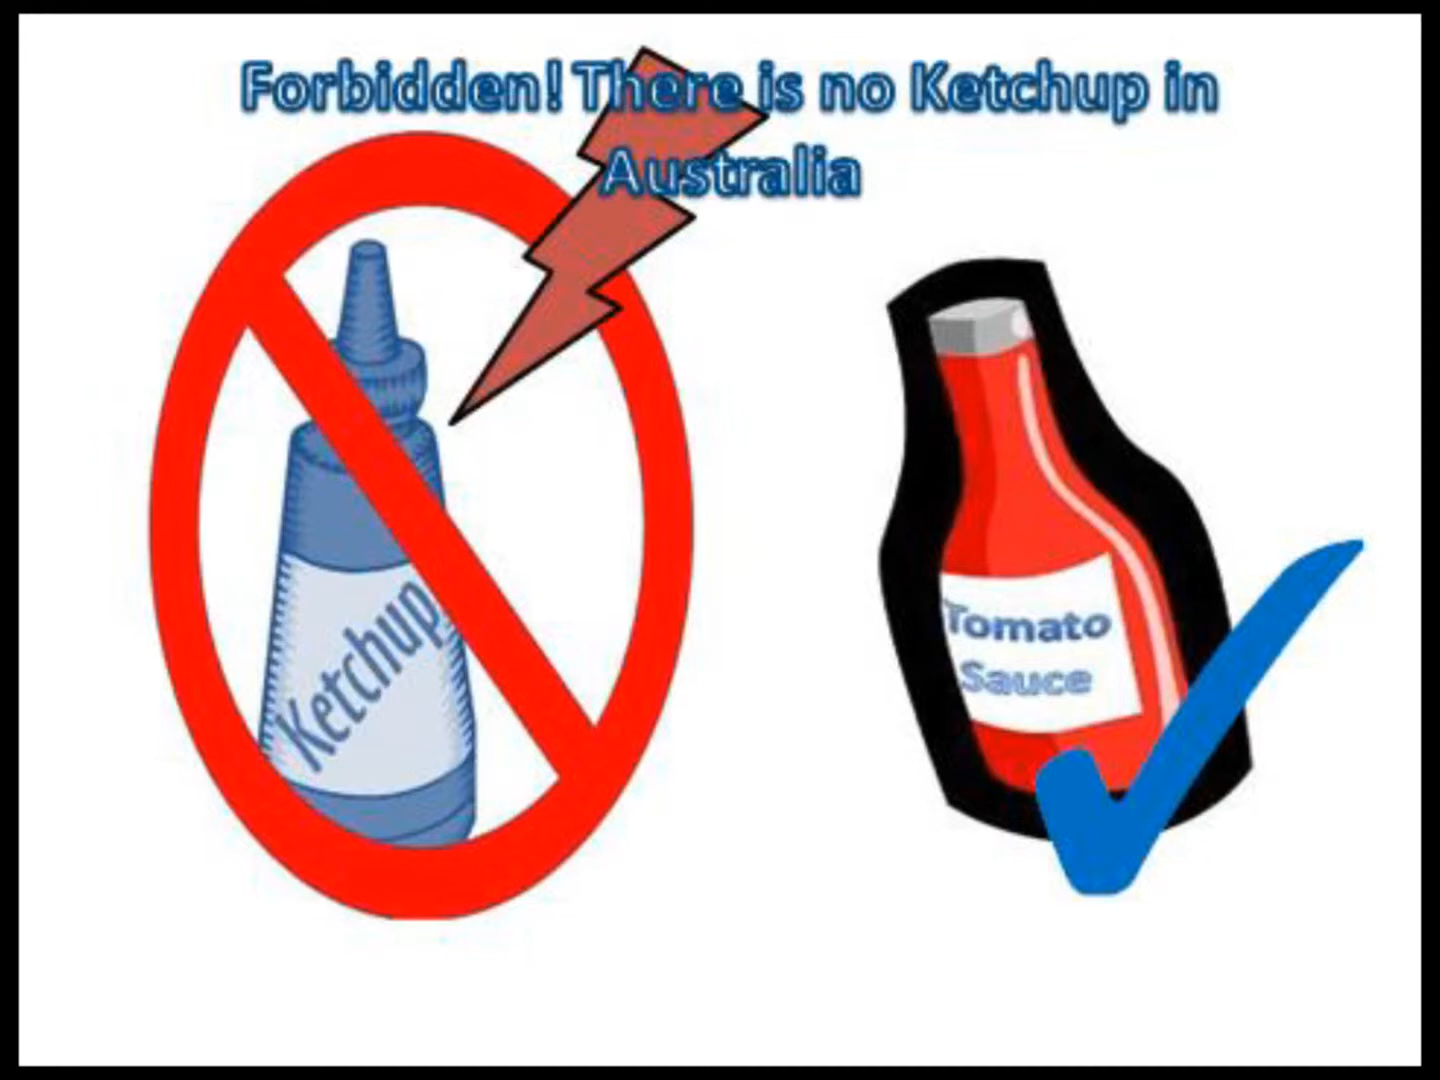 Forbidden! There is no Ketchup in
Australia
Ketchup
Tomato
Sauce